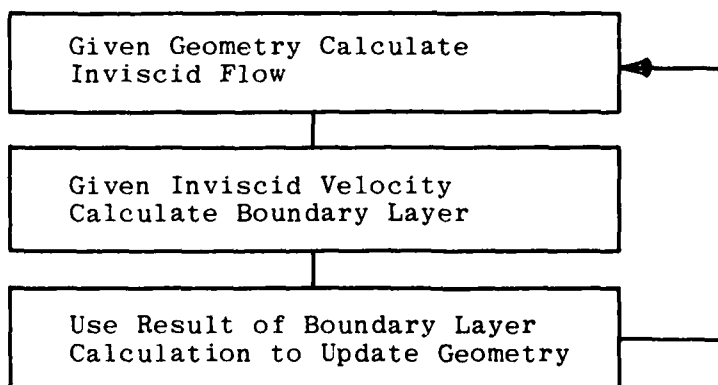 Given Geometry Calculate
Inviscid Flow
Given Inviscid Velocity
Calculate Boundary Layer
Use Result of Boundary Layer
Calculation to Update Geometry